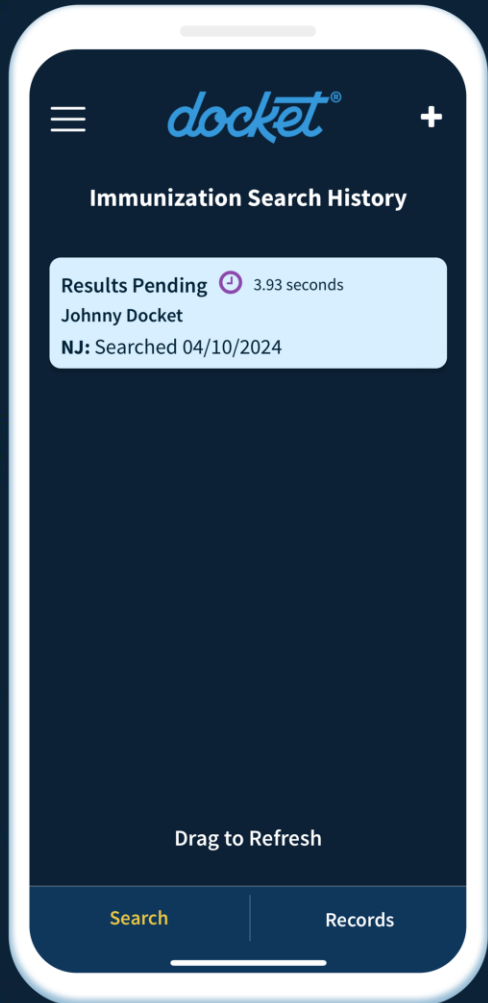 docket®
Immunization Search History
Results Pending 3.93 seconds
Johnny Docket
NJ: Searched 04/10/2024
Drag to Refresh
Search Records